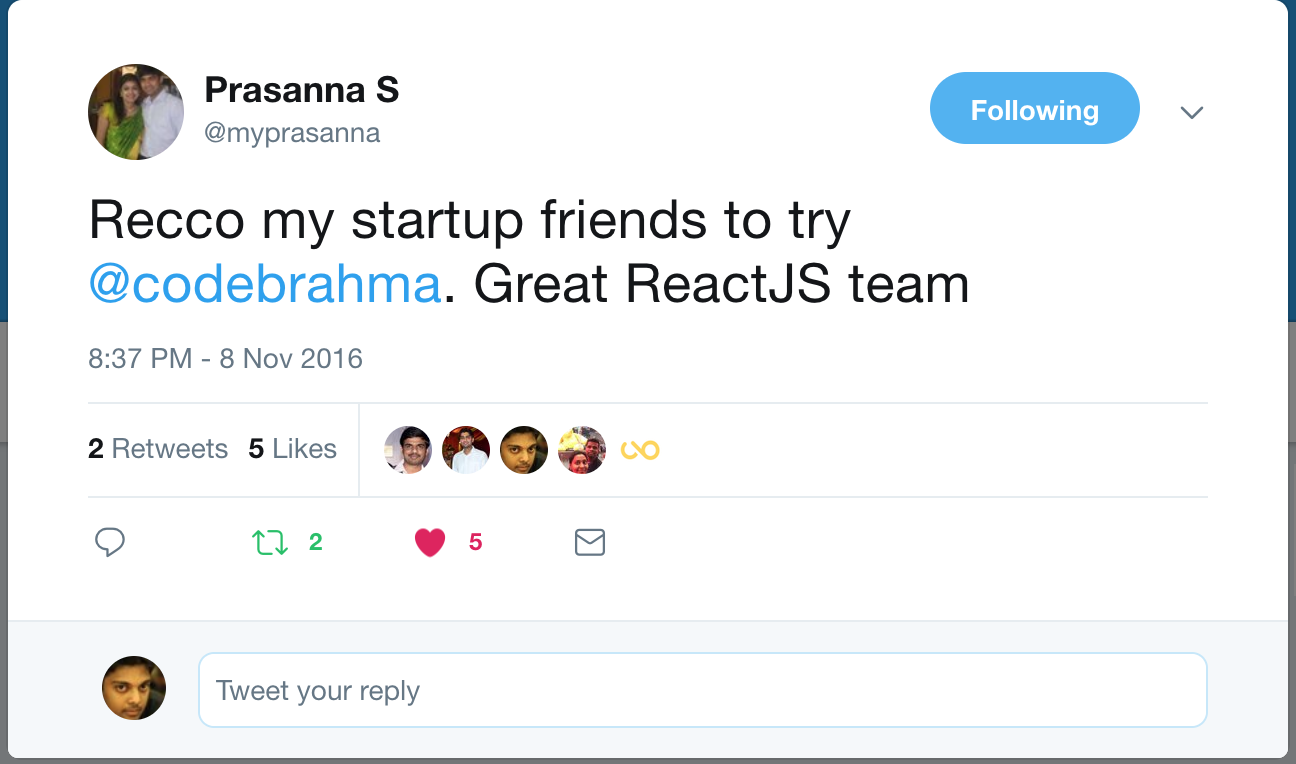 Prasanna S
@myprasanna
Following
Recco my startup friends to try
@codebrahma. Great ReactJS team
8:37 PM - 8 Nov 2016
2 Retweets 5 Likes
2 5
Tweet your reply